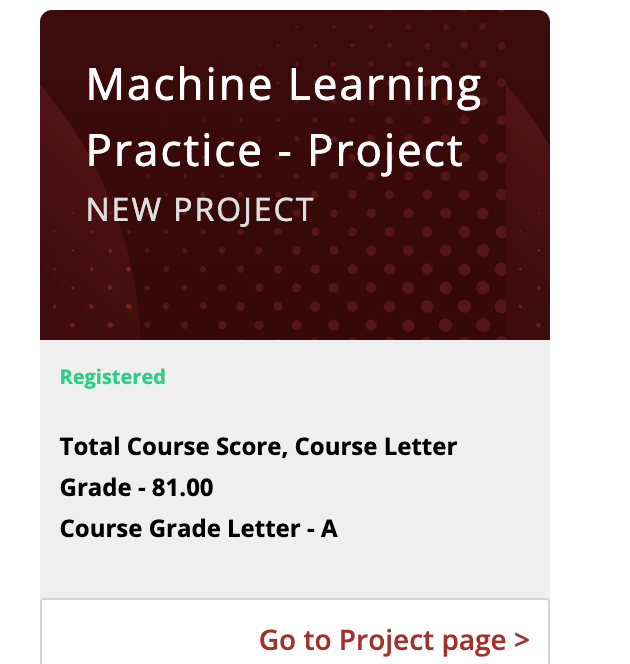 Machine Learning
Practice - Project
NEW PROJECT
Registered
Total Course Score, Course Letter
Grade - 81.00
Course Grade Letter - A
Go to Project page >